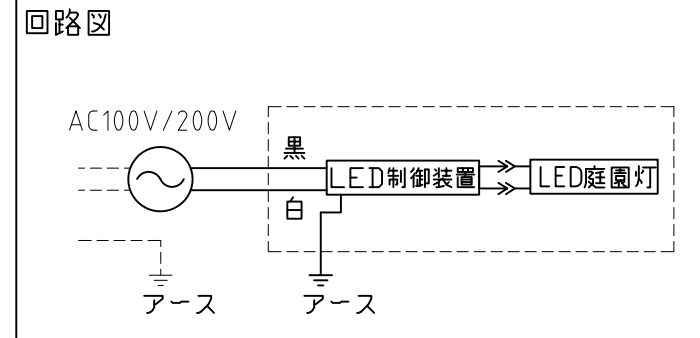 回路図
AC100V/200V
黒
LED制御装置
LED庭園灯
白
アース
アース